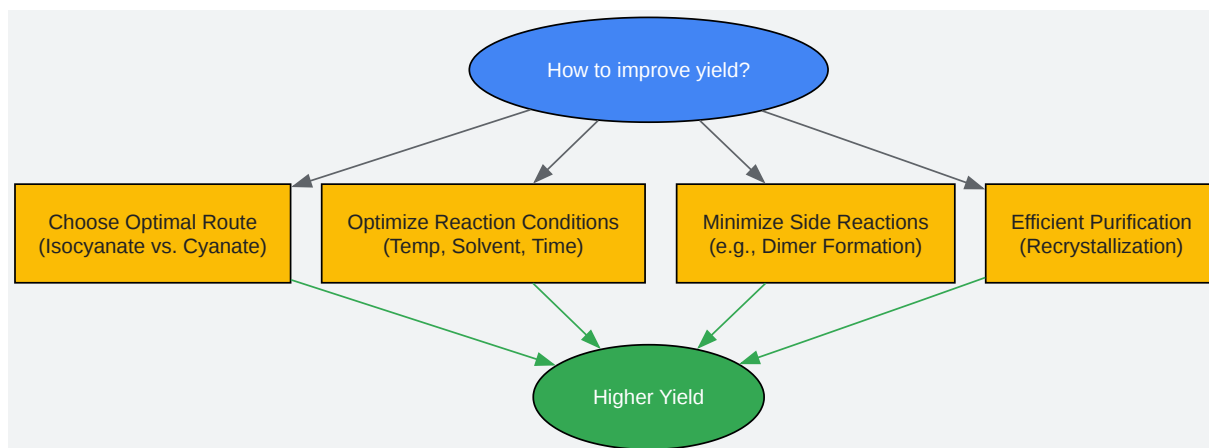 How to improve yield?
Choose Optimal Route
(Isocyanate vs. Cyanate)
Optimize Reaction Conditions
(Temp, Solvent, Time)
Minimize Side Reactions
(e.g., Dimer Formation)
Efficient Purification
(Recrystallization)
Higher Yield